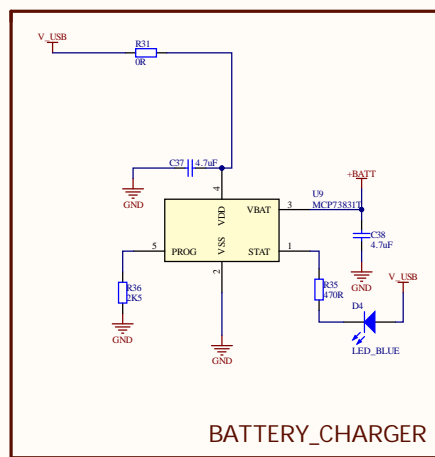 R31
V_USB
0R
C37
4.7uF
+BATT
GND
4
U9
MCP73831T
VDD
VBAT
3
C38
4.7uF
5
PROG
VSS
STAT
1
V_USB
2
GND
R36
2K5
R35
470R
D4
GND
GND
LED_BLUE
BATTERY_CHARGER